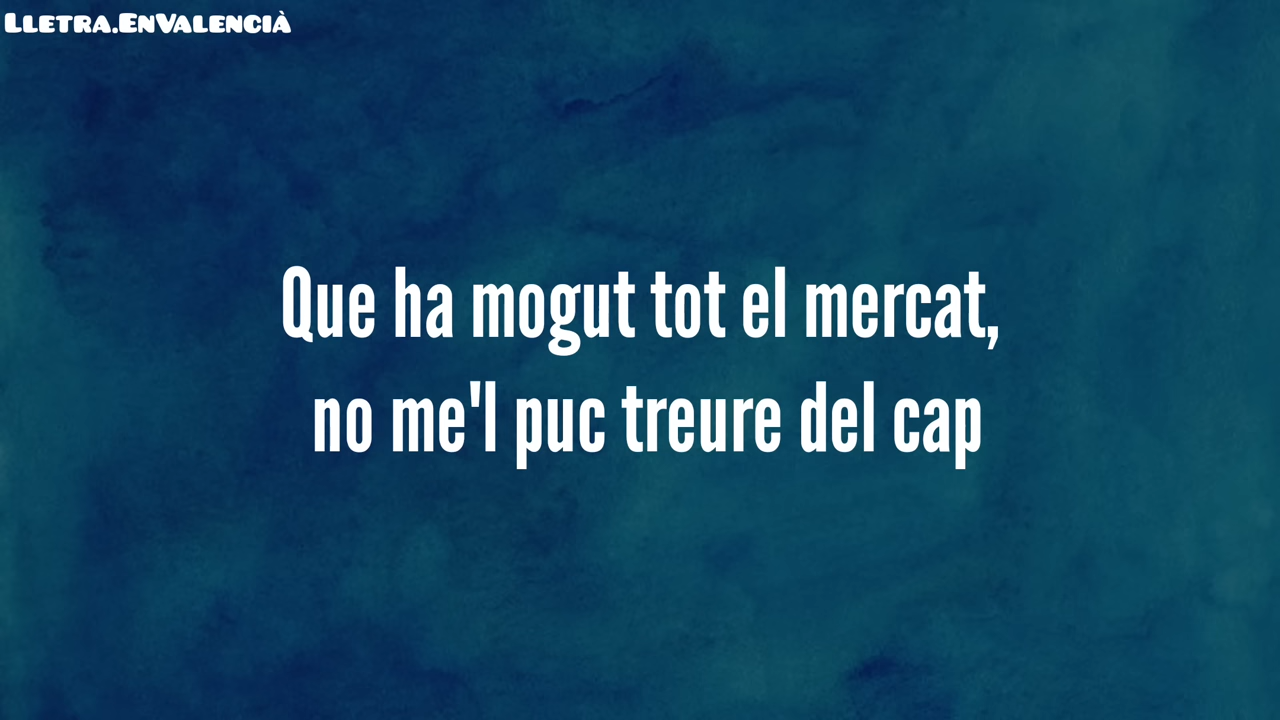 Lletra.EnValencià
Que ha mogut tot el mercat,
no me'l puc treure del cap